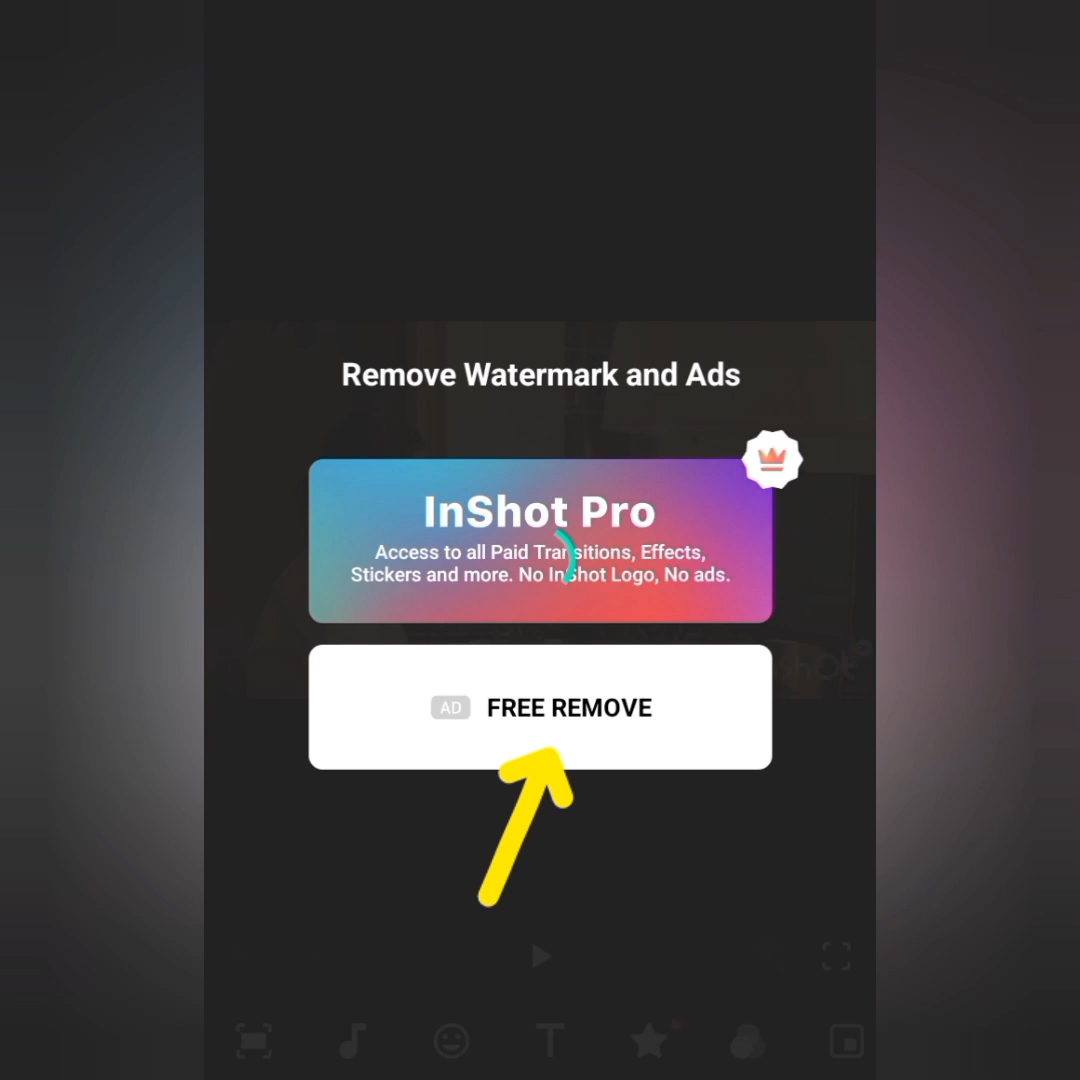 Remove Watermark and Ads
InShot Pro
Access to all Paid Transitions, Effects,
Stickers and more. No InShot Logo, No ads.
AD FREE REMOVE
T